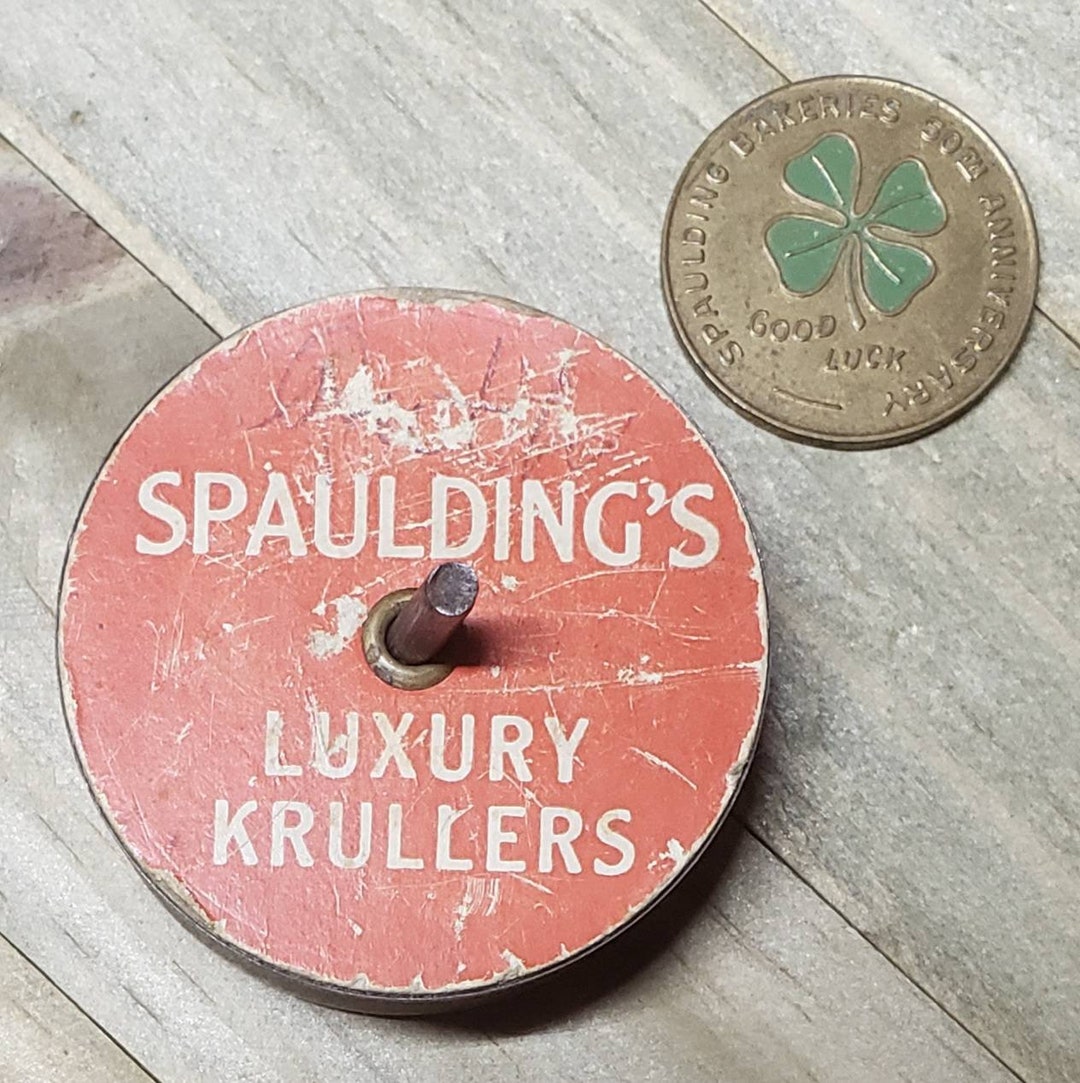 SPAULDING BAKERIES 50TH ANNIVERSARY
GOOD
LUCK
SPAULDING'S
LUXURY
KRULLERS